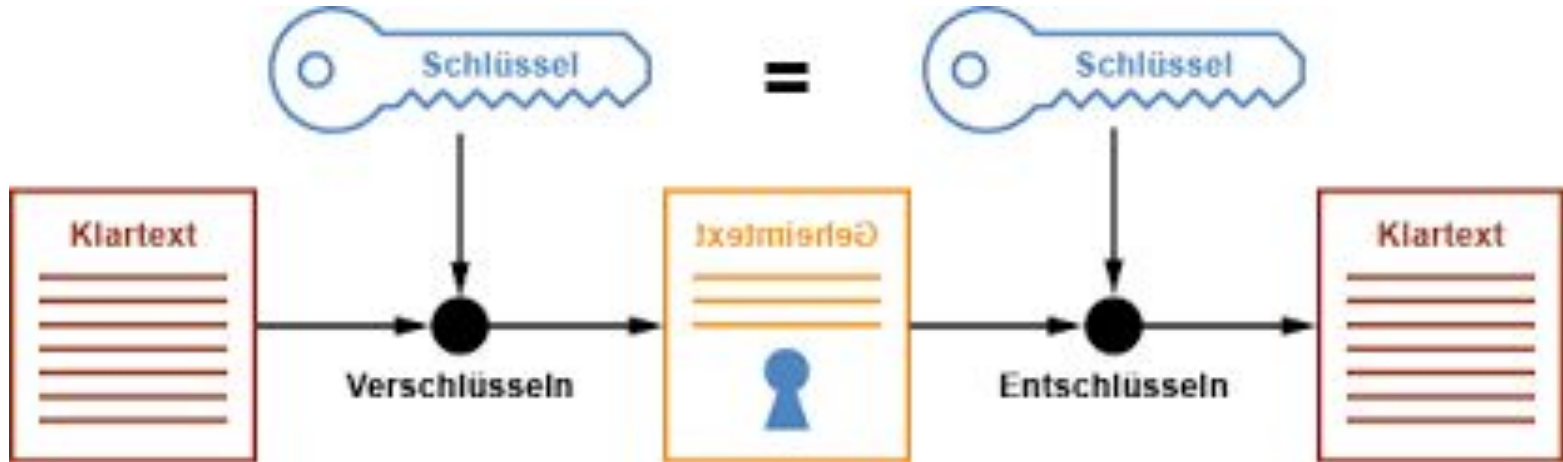 Schlüssel
=
Schlüssel
Klartext
Geheimtext
Klartext
Verschlüsseln
Entschlüsseln